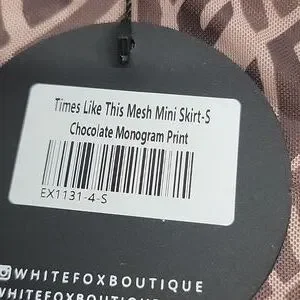 Times Like This Mesh Mini Skirt-S
Chocolate Monogram Print
EX1131-4-S
WHITEFOXBOUTIQUE